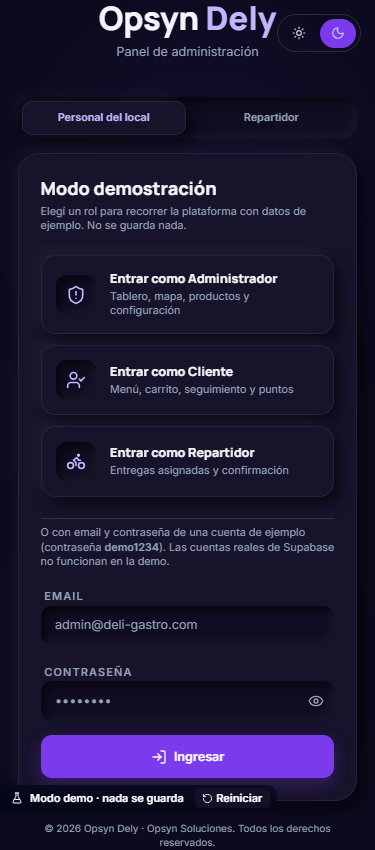 Opsyn Dely
Panel de administración
Personal del local
Repartidor
Modo demostración
Elegí un rol para recorrer la plataforma con datos de
ejemplo. No se guarda nada.
Entrar como Administrador
Tablero, mapa, productos y
configuración
Entrar como Cliente
Menú, carrito, seguimiento y puntos
Entrar como Repartidor
Entregas asignadas y confirmación
O con email y contraseña de una cuenta de ejemplo
(contraseña demo1234). Las cuentas reales de Supabase
no funcionan en la demo.
EMAIL
admin@deli-gastro.com
CONTRASEÑA
••••••••
Ingresar
Modo demo · nada se guarda
Reiniciar
© 2026 Opsyn Dely · Opsyn Soluciones. Todos los derechos
reservados.